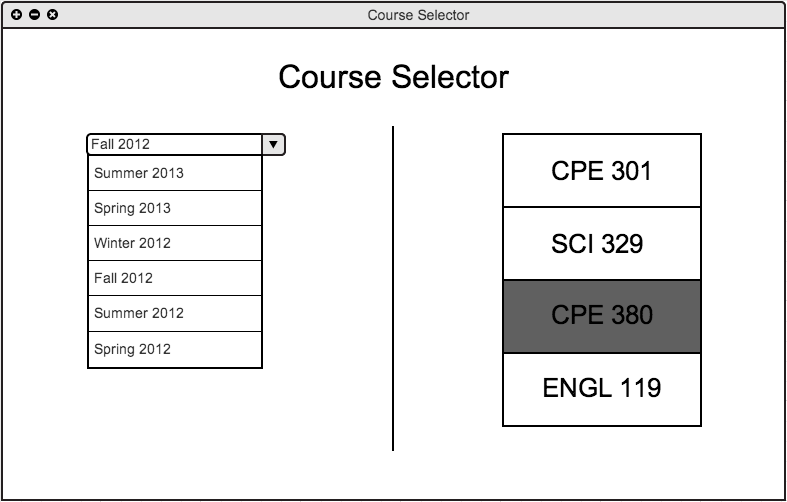 Course Selector
Course Selector
Fall 2012
Summer 2013
Spring 2013
Winter 2012
Fall 2012
Summer 2012
Spring 2012
CPE 301
SCI 329
CPE 380
ENGL 119